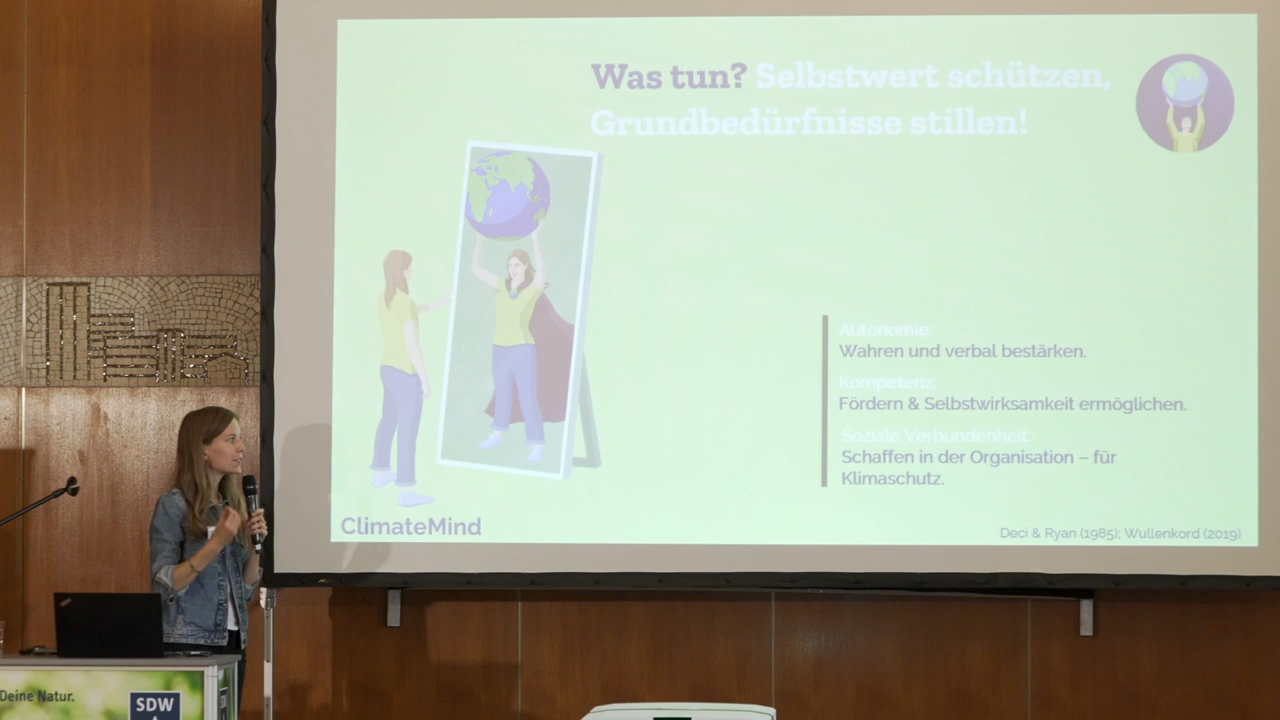 Was tun? Selbstwert schützen,
Grundbedürfnisse stillen!
Autonomie:
Wahren und verbal bestärken.
Kompetenz:
Fördern & Selbstwirksamkeit ermöglichen.
Soziale Verbundenheit:
Schaffen in der Organisation – für
Klimaschutz.
ClimateMind
Deci & Ryan (1985); Wullenkord (2019)
Deine Natur.
SDW